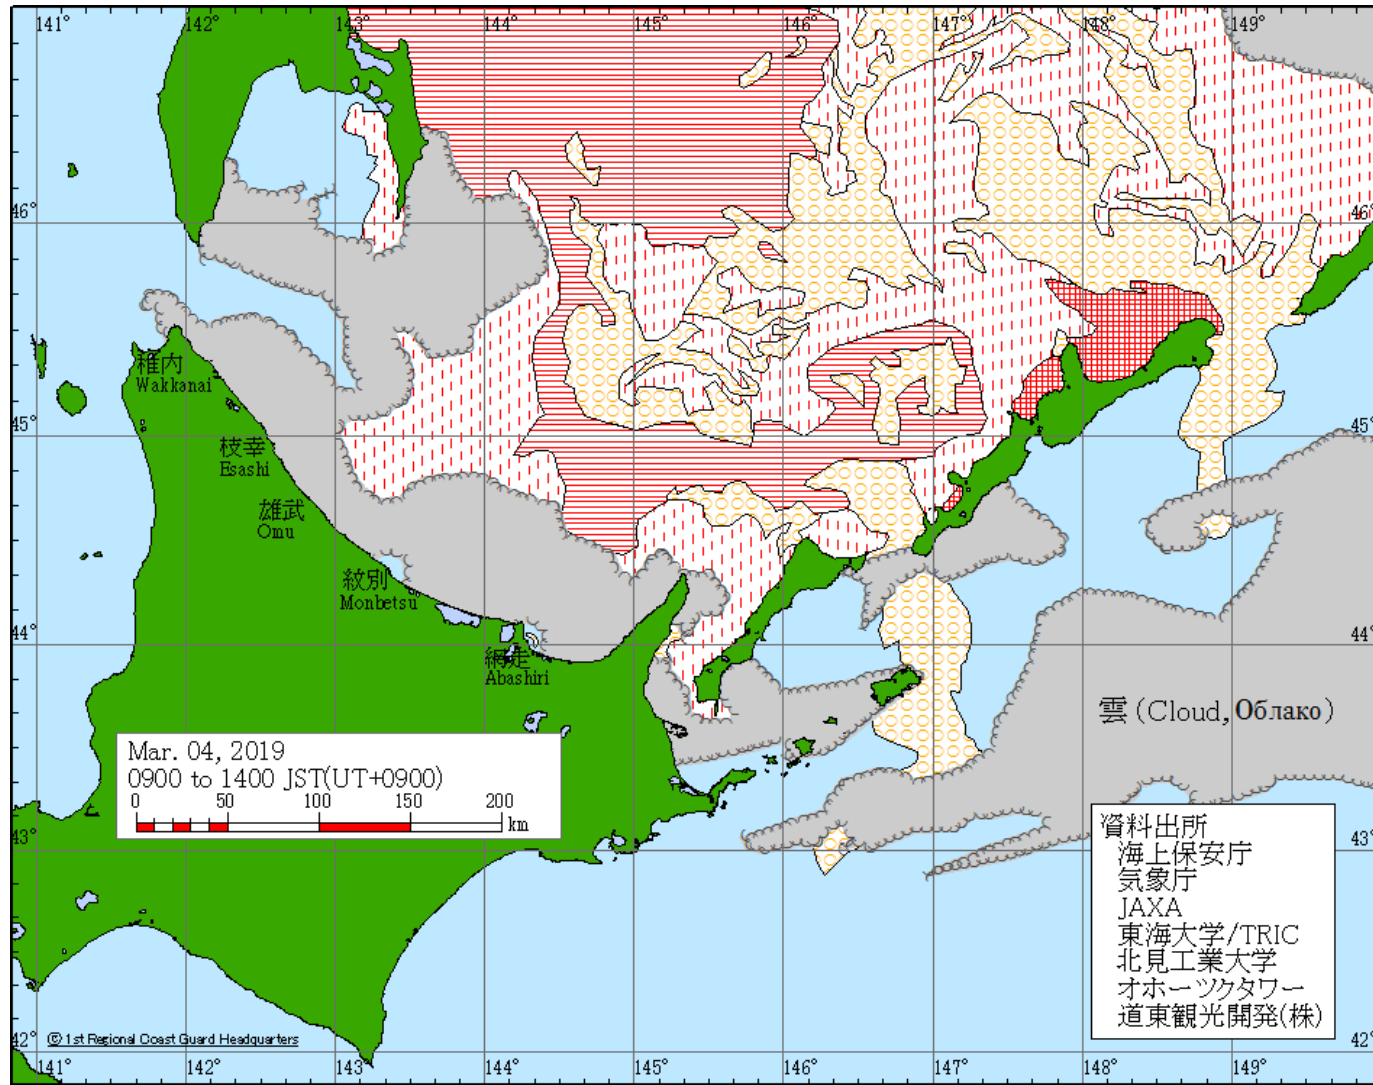 141° 142° 143° 144° 145° 146° 147° 148° 149°
46° 46°
稚内
Wakkanai
45° 45°
枝幸
Esashi
雄武
Omu
紋別
Monbetsu
44° 44°
網走
Abashiri
雲(Cloud, Облако)
Mar. 04, 2019
0900 to 1400 JST(UT+0900)
0 50 100 150 200
km
43° 43°
資料出所
海上保安庁
気象庁
JAXA
東海大学/TRIC
北見工業大学
オホーツクタワー
道東観光開発(株)
42° 42°
© 1st Regional Coast Guard Headquarters
141° 142° 143° 144° 145° 146° 147° 148° 149°